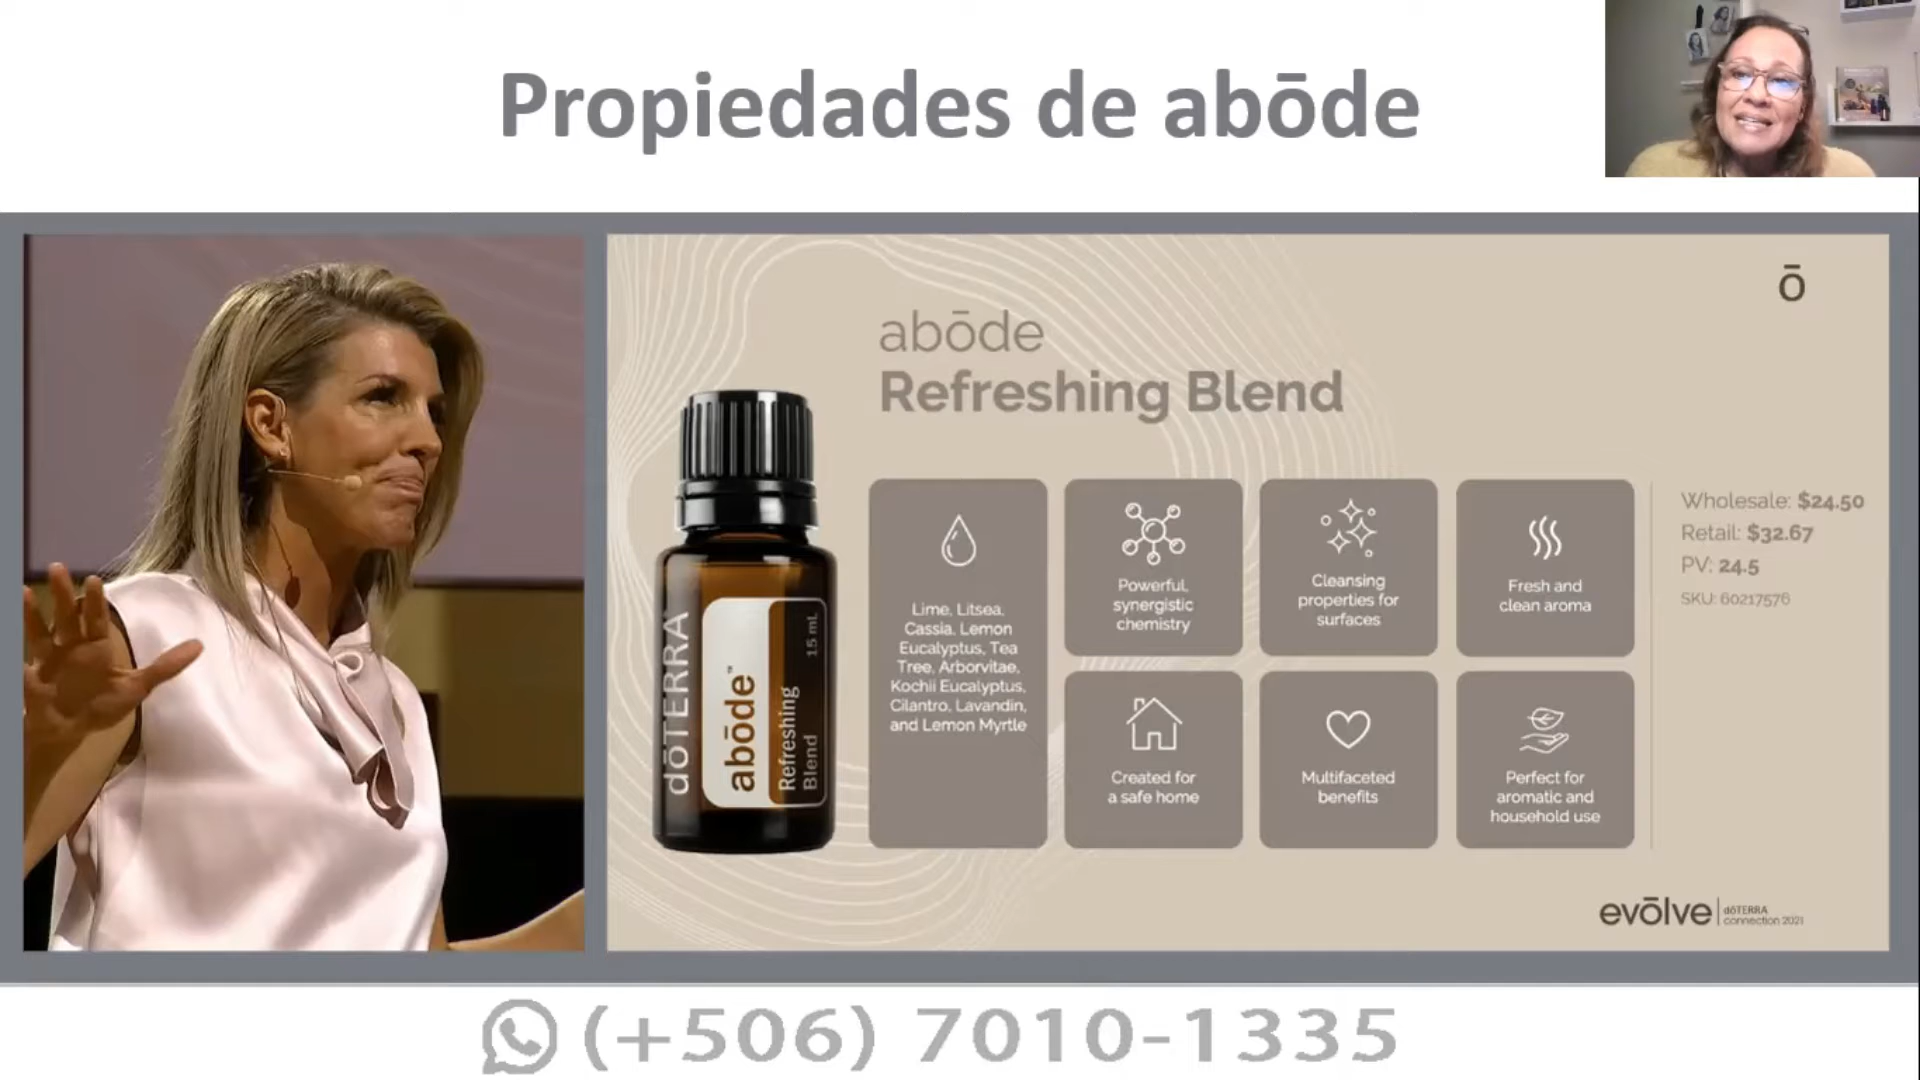 Propiedades de abōde
ō
abōde
Refreshing Blend
dōTERRA
abōde™
Refreshing
Blend
15 mL
Lime, Litsea,
Cassia, Lemon
Eucalyptus, Tea
Tree, Arborvitae,
Kochii Eucalyptus,
Cilantro, Lavandin,
and Lemon Myrtle
Powerful,
synergistic
chemistry
Cleansing
properties for
surfaces
Fresh and
clean aroma
Created for
a safe home
Multifaceted
benefits
Perfect for
aromatic and
household use
Wholesale: $24.50
Retail: $32.67
PV: 24.5
SKU: 60217576
evōlve
dōTERRA
connection 2021
(+506) 7010-1335